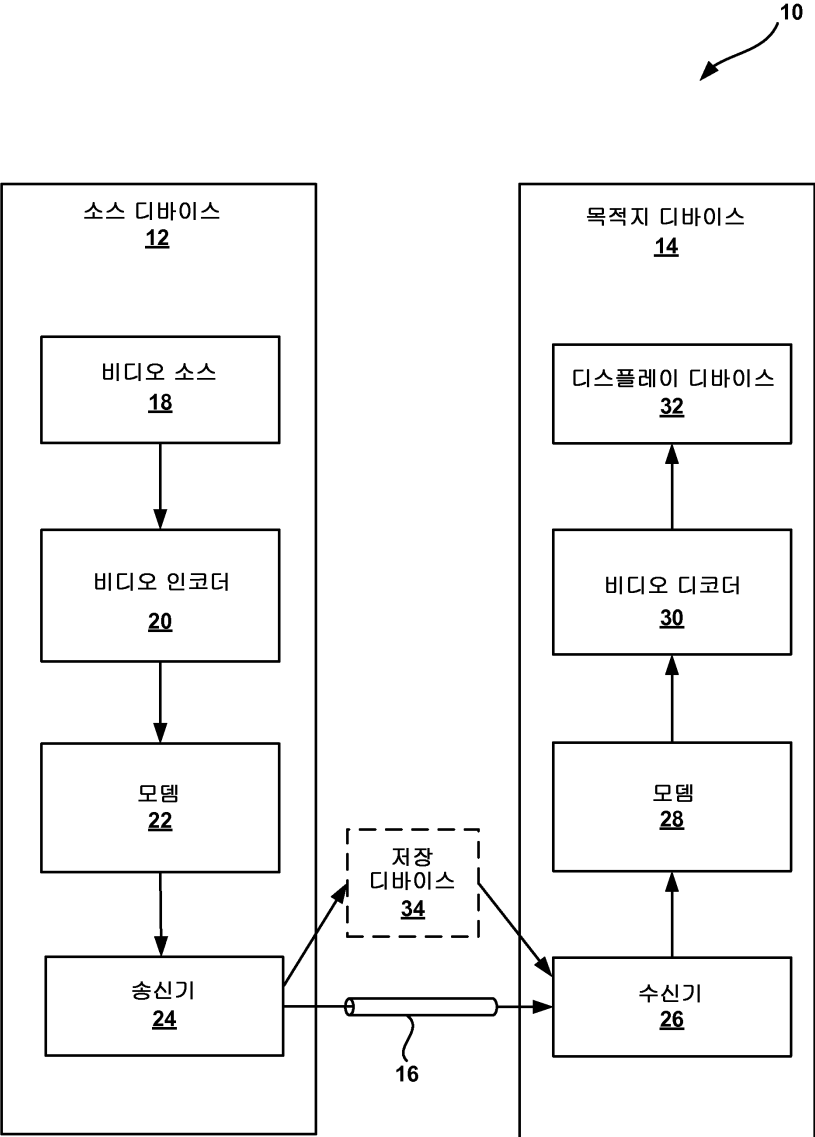 10
소스 디바이스
12
비디오 소스
18
비디오 인코더
20
모뎀
22
송신기
24
저장
디바이스
34
16
목적지 디바이스
14
디스플레이 디바이스
32
비디오 디코더
30
모뎀
28
수신기
26